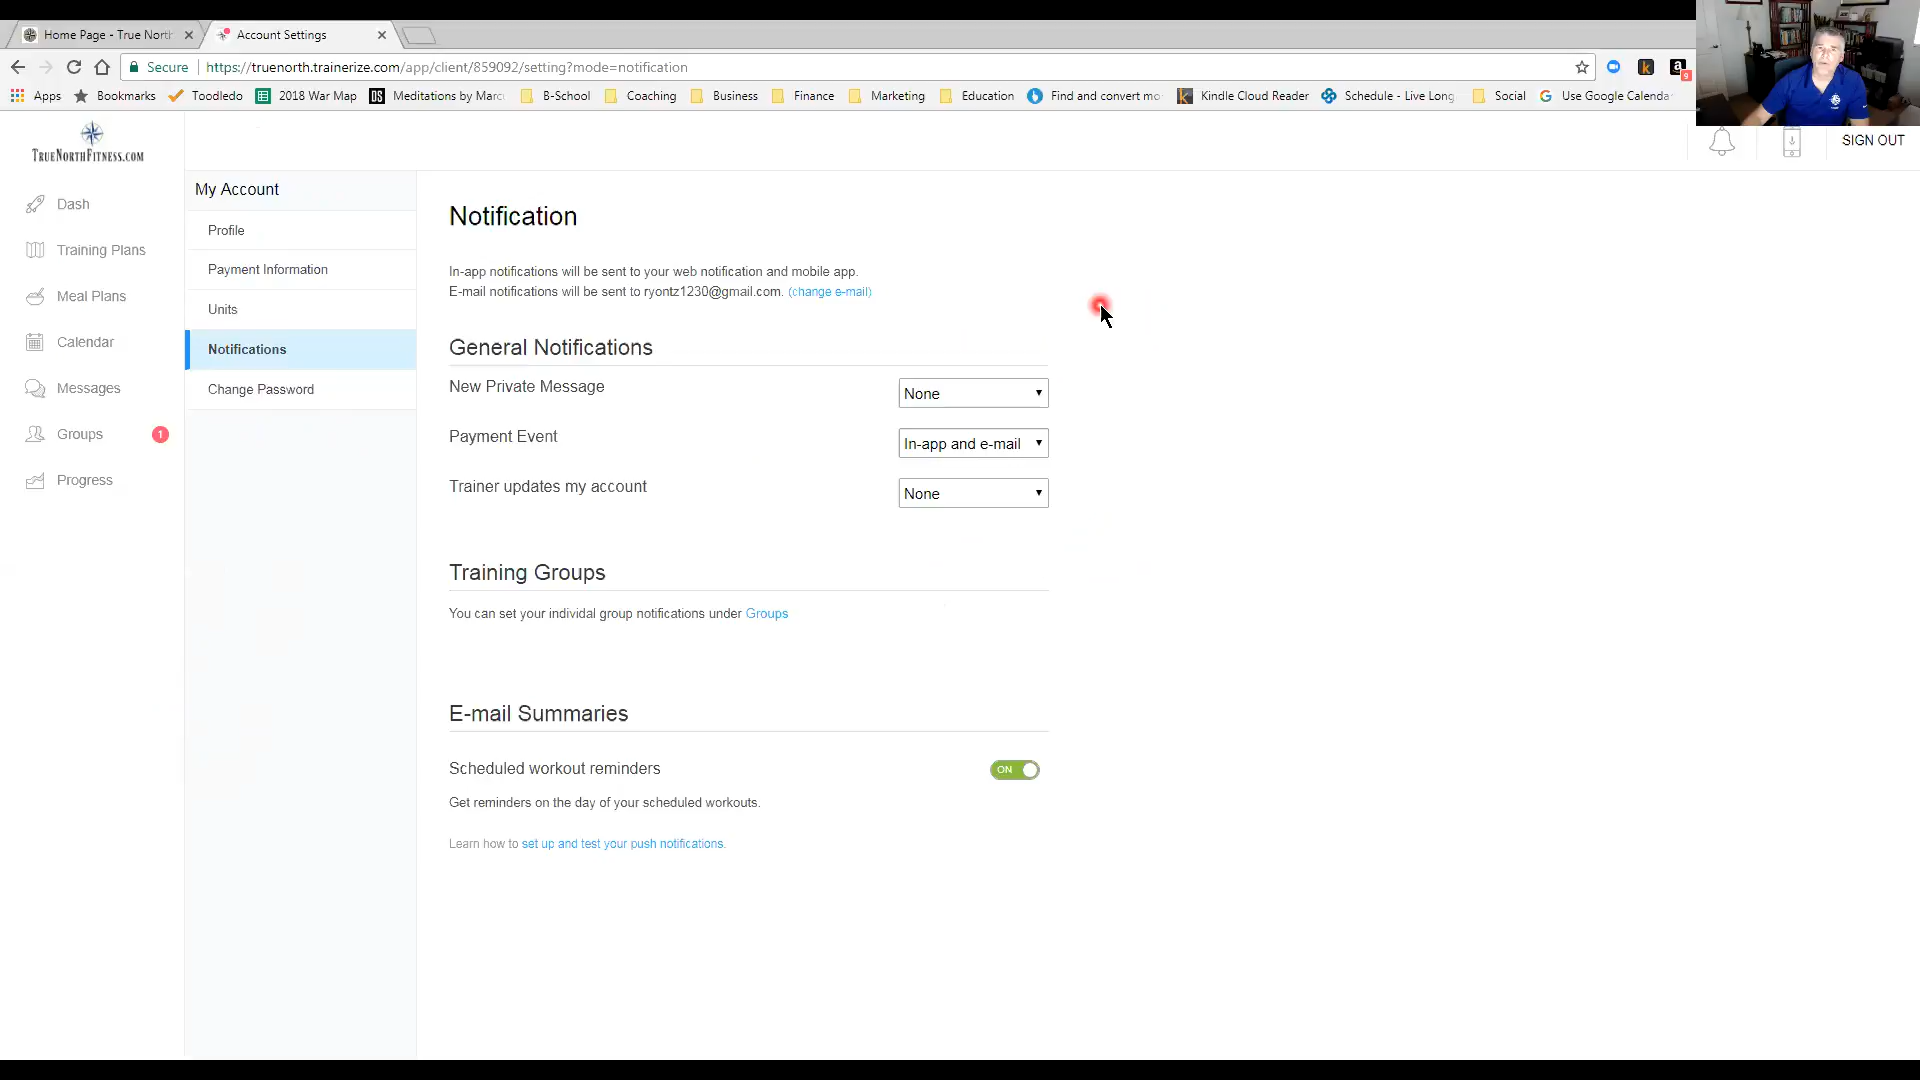 Home Page - True North
Account Settings
Secure
https://truenorth.trainerize.com/app/client/859092/setting?mode=notification
9
Apps
Bookmarks
Toodledo
2018 War Map
DS
Meditations by Marc
B-School
Coaching
Business
Finance
Marketing
Education
Find and convert mo
Kindle Cloud Reader
Schedule - Live Long
Social
Use Google Calenda
TRUENORTHFITNESS.COM
SIGN OUT
Dash
Training Plans
Meal Plans
Calendar
Messages
Groups
1
Progress
My Account
Profile
Payment Information
Units
Notifications
Change Password
Notification
In-app notifications will be sent to your web notification and mobile app.
E-mail notifications will be sent to ryontz1230@gmail.com. (change e-mail)
General Notifications
New Private Message
None
Payment Event
In-app and e-mail
Trainer updates my account
None
Training Groups
You can set your individal group notifications under Groups
E-mail Summaries
Scheduled workout reminders
ON
Get reminders on the day of your scheduled workouts.
Learn how to set up and test your push notifications.